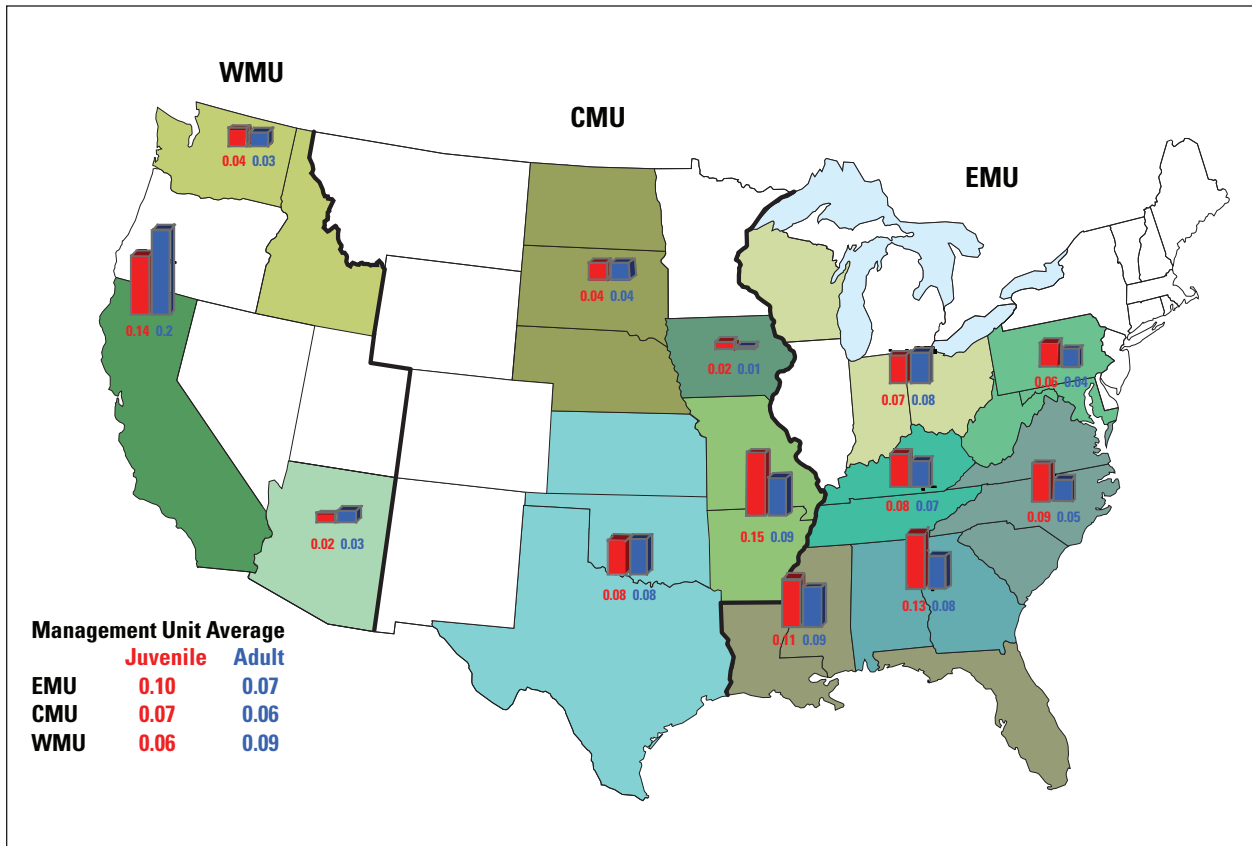 WMU
CMU
EMU
0.04 0.03
0.14 0.2
0.04 0.04
0.02 0.01
0.07 0.08
0.06 0.04
0.15 0.09
0.08 0.07
0.09 0.05
0.02 0.03
0.08 0.08
0.13 0.08
0.11 0.09
Management Unit Average
Juvenile Adult
EMU 0.10 0.07
CMU 0.07 0.06
WMU 0.06 0.09